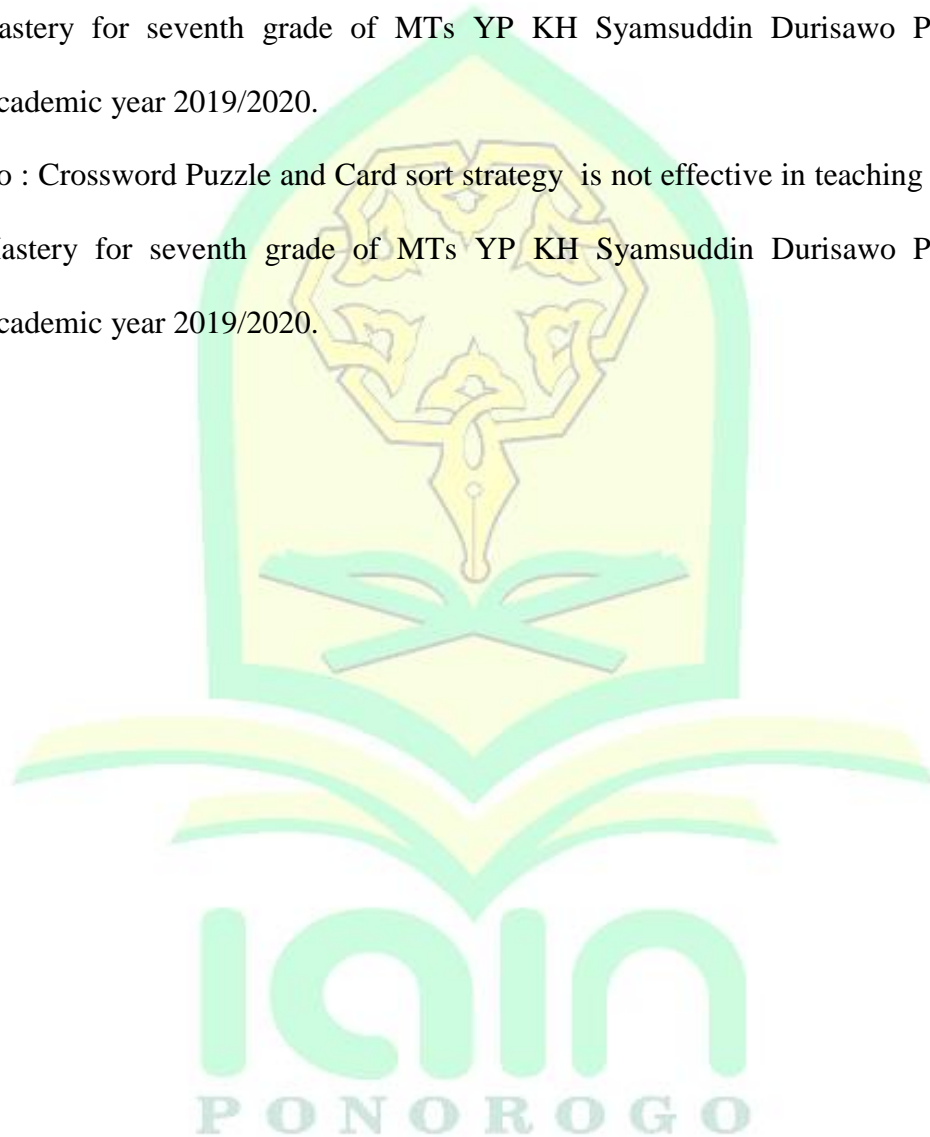 astery for seventh grade of MTs YP KH Syamsuddin Durisawo P
cademic year 2019/2020.
o : Crossword Puzzle and Card sort strategy is not effective in teaching
astery for seventh grade of MTs YP KH Syamsuddin Durisawo P
cademic year 2019/2020.
iain
PONOROGO